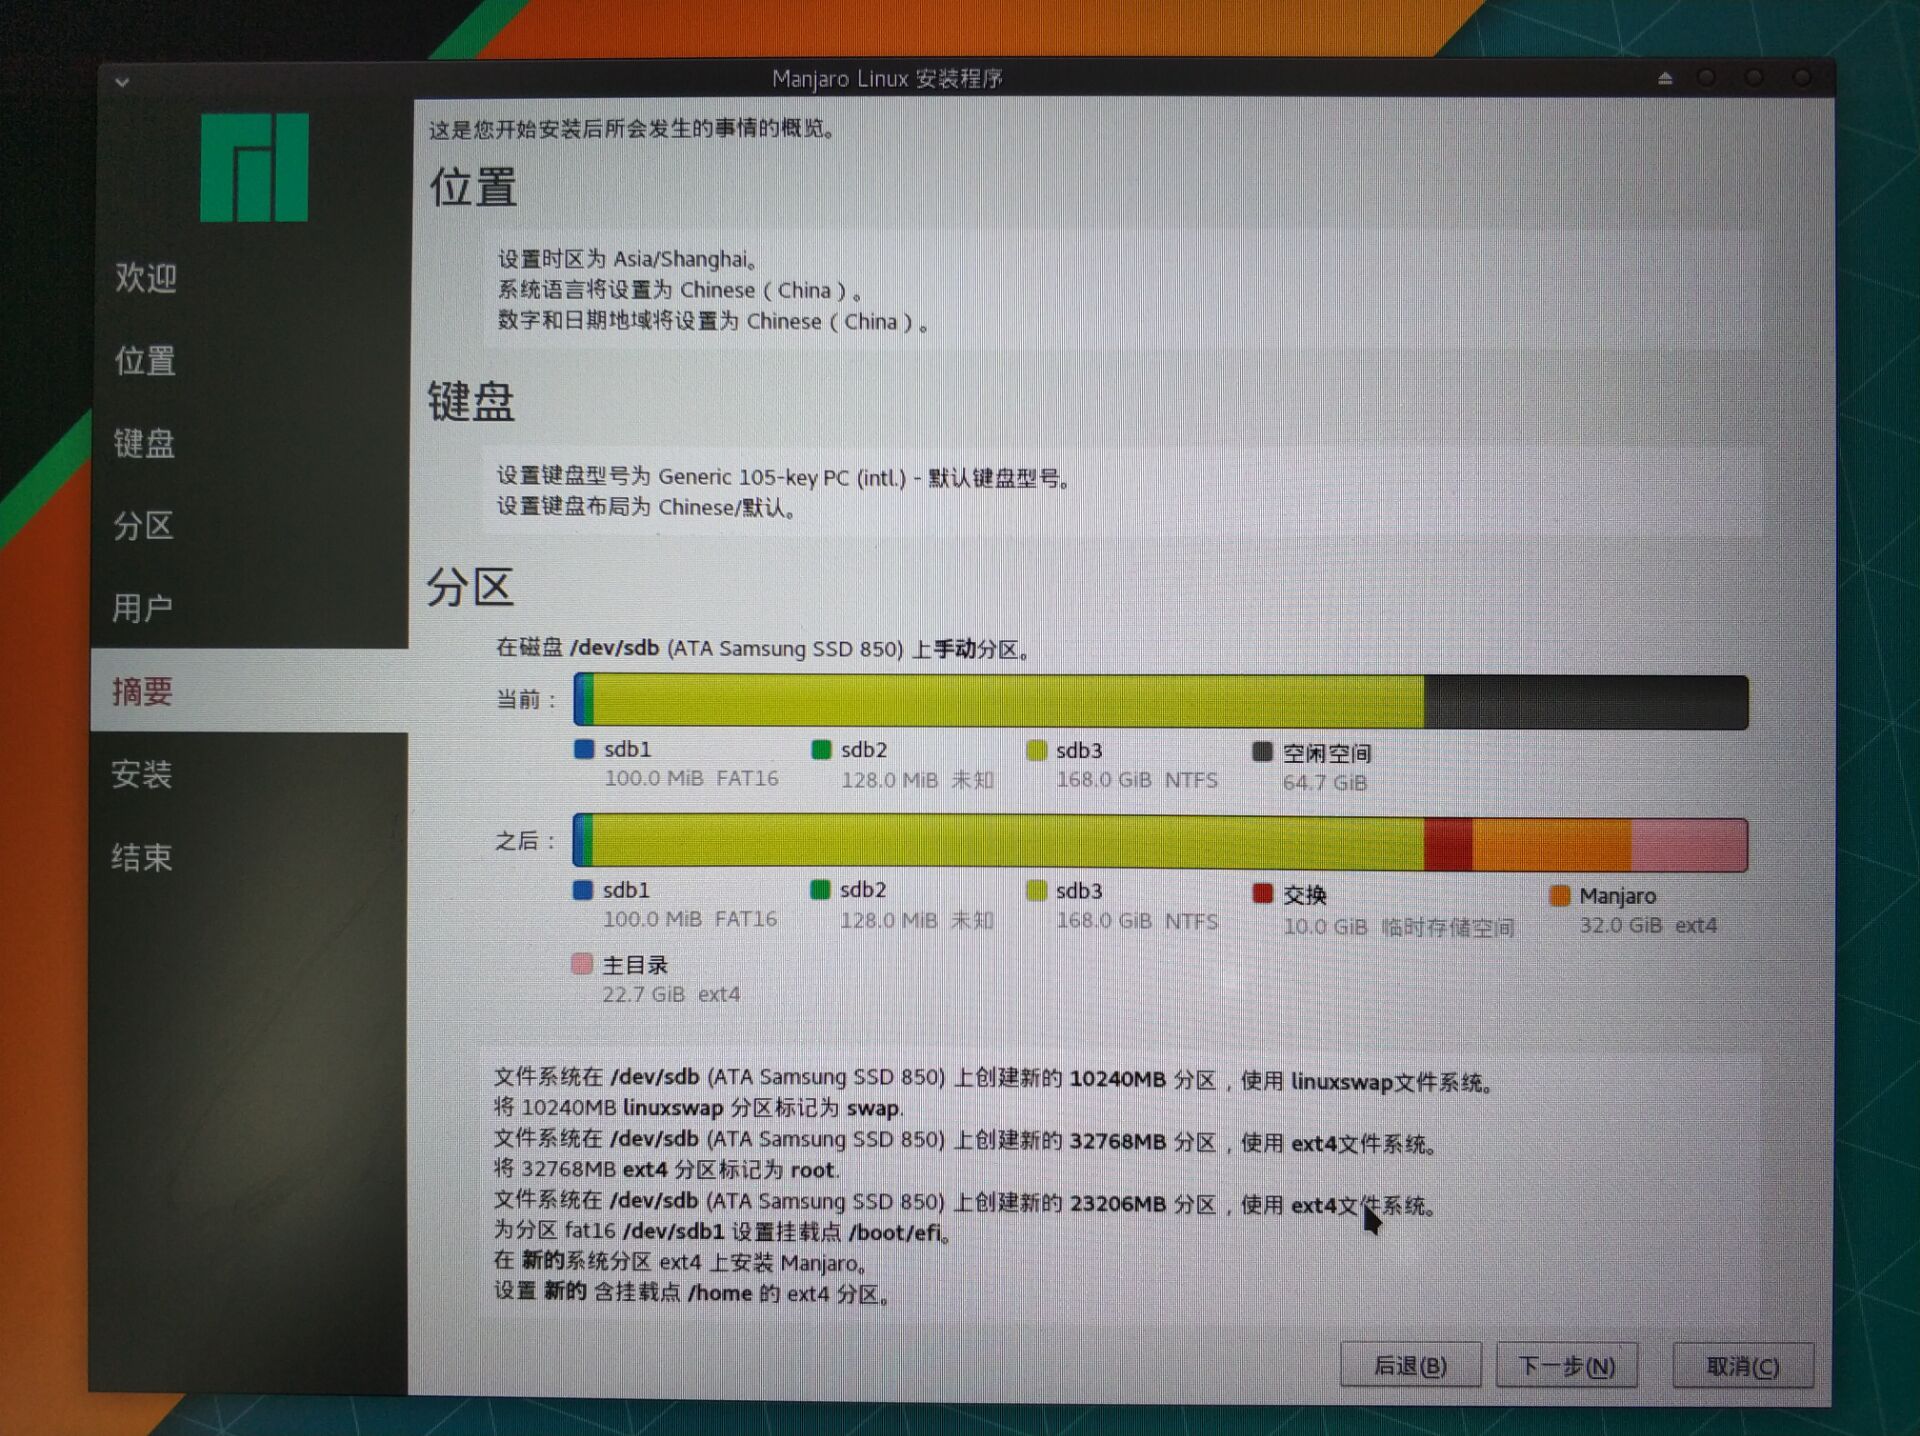 Manjaro Linux 安装程序
欢迎
位置
键盘
分区
用户
摘要
安装
结束
这是您开始安装后所会发生的事情的概览。
位置
设置时区为 Asia/Shanghai。
系统语言将设置为 Chinese ( China ) 。
数字和日期地域将设置为 Chinese ( China ) 。
键盘
设置键盘型号为 Generic 105-key PC (intl.) - 默认键盘型号。
设置键盘布局为 Chinese/默认。
分区
在磁盘 /dev/sdb (ATA Samsung SSD 850) 上手动分区。
当前：
sdb1 sdb2 sdb3 空闲空间
100.0 MiB FAT16 128.0 MiB 未知 168.0 GiB NTFS 64.7 GiB
之后：
sdb1 sdb2 sdb3 交换 Manjaro
100.0 MiB FAT16 128.0 MiB 未知 168.0 GiB NTFS 10.0 GiB 临时存储空间 32.0 GiB ext4
主目录
22.7 GiB ext4
文件系统在 /dev/sdb (ATA Samsung SSD 850) 上创建新的 10240MB 分区，使用 linuxswap文件系统。
将 10240MB linuxswap 分区标记为 swap.
文件系统在 /dev/sdb (ATA Samsung SSD 850) 上创建新的 32768MB 分区，使用 ext4文件系统。
将 32768MB ext4 分区标记为 root.
文件系统在 /dev/sdb (ATA Samsung SSD 850) 上创建新的 23206MB 分区，使用 ext4文件系统。
为分区 fat16 /dev/sdb1 设置挂载点 /boot/efi。
在 新的系统分区 ext4 上安装 Manjaro。
设置 新的 含挂载点 /home 的 ext4 分区。
后退(B) 下一步(N) 取消(C)